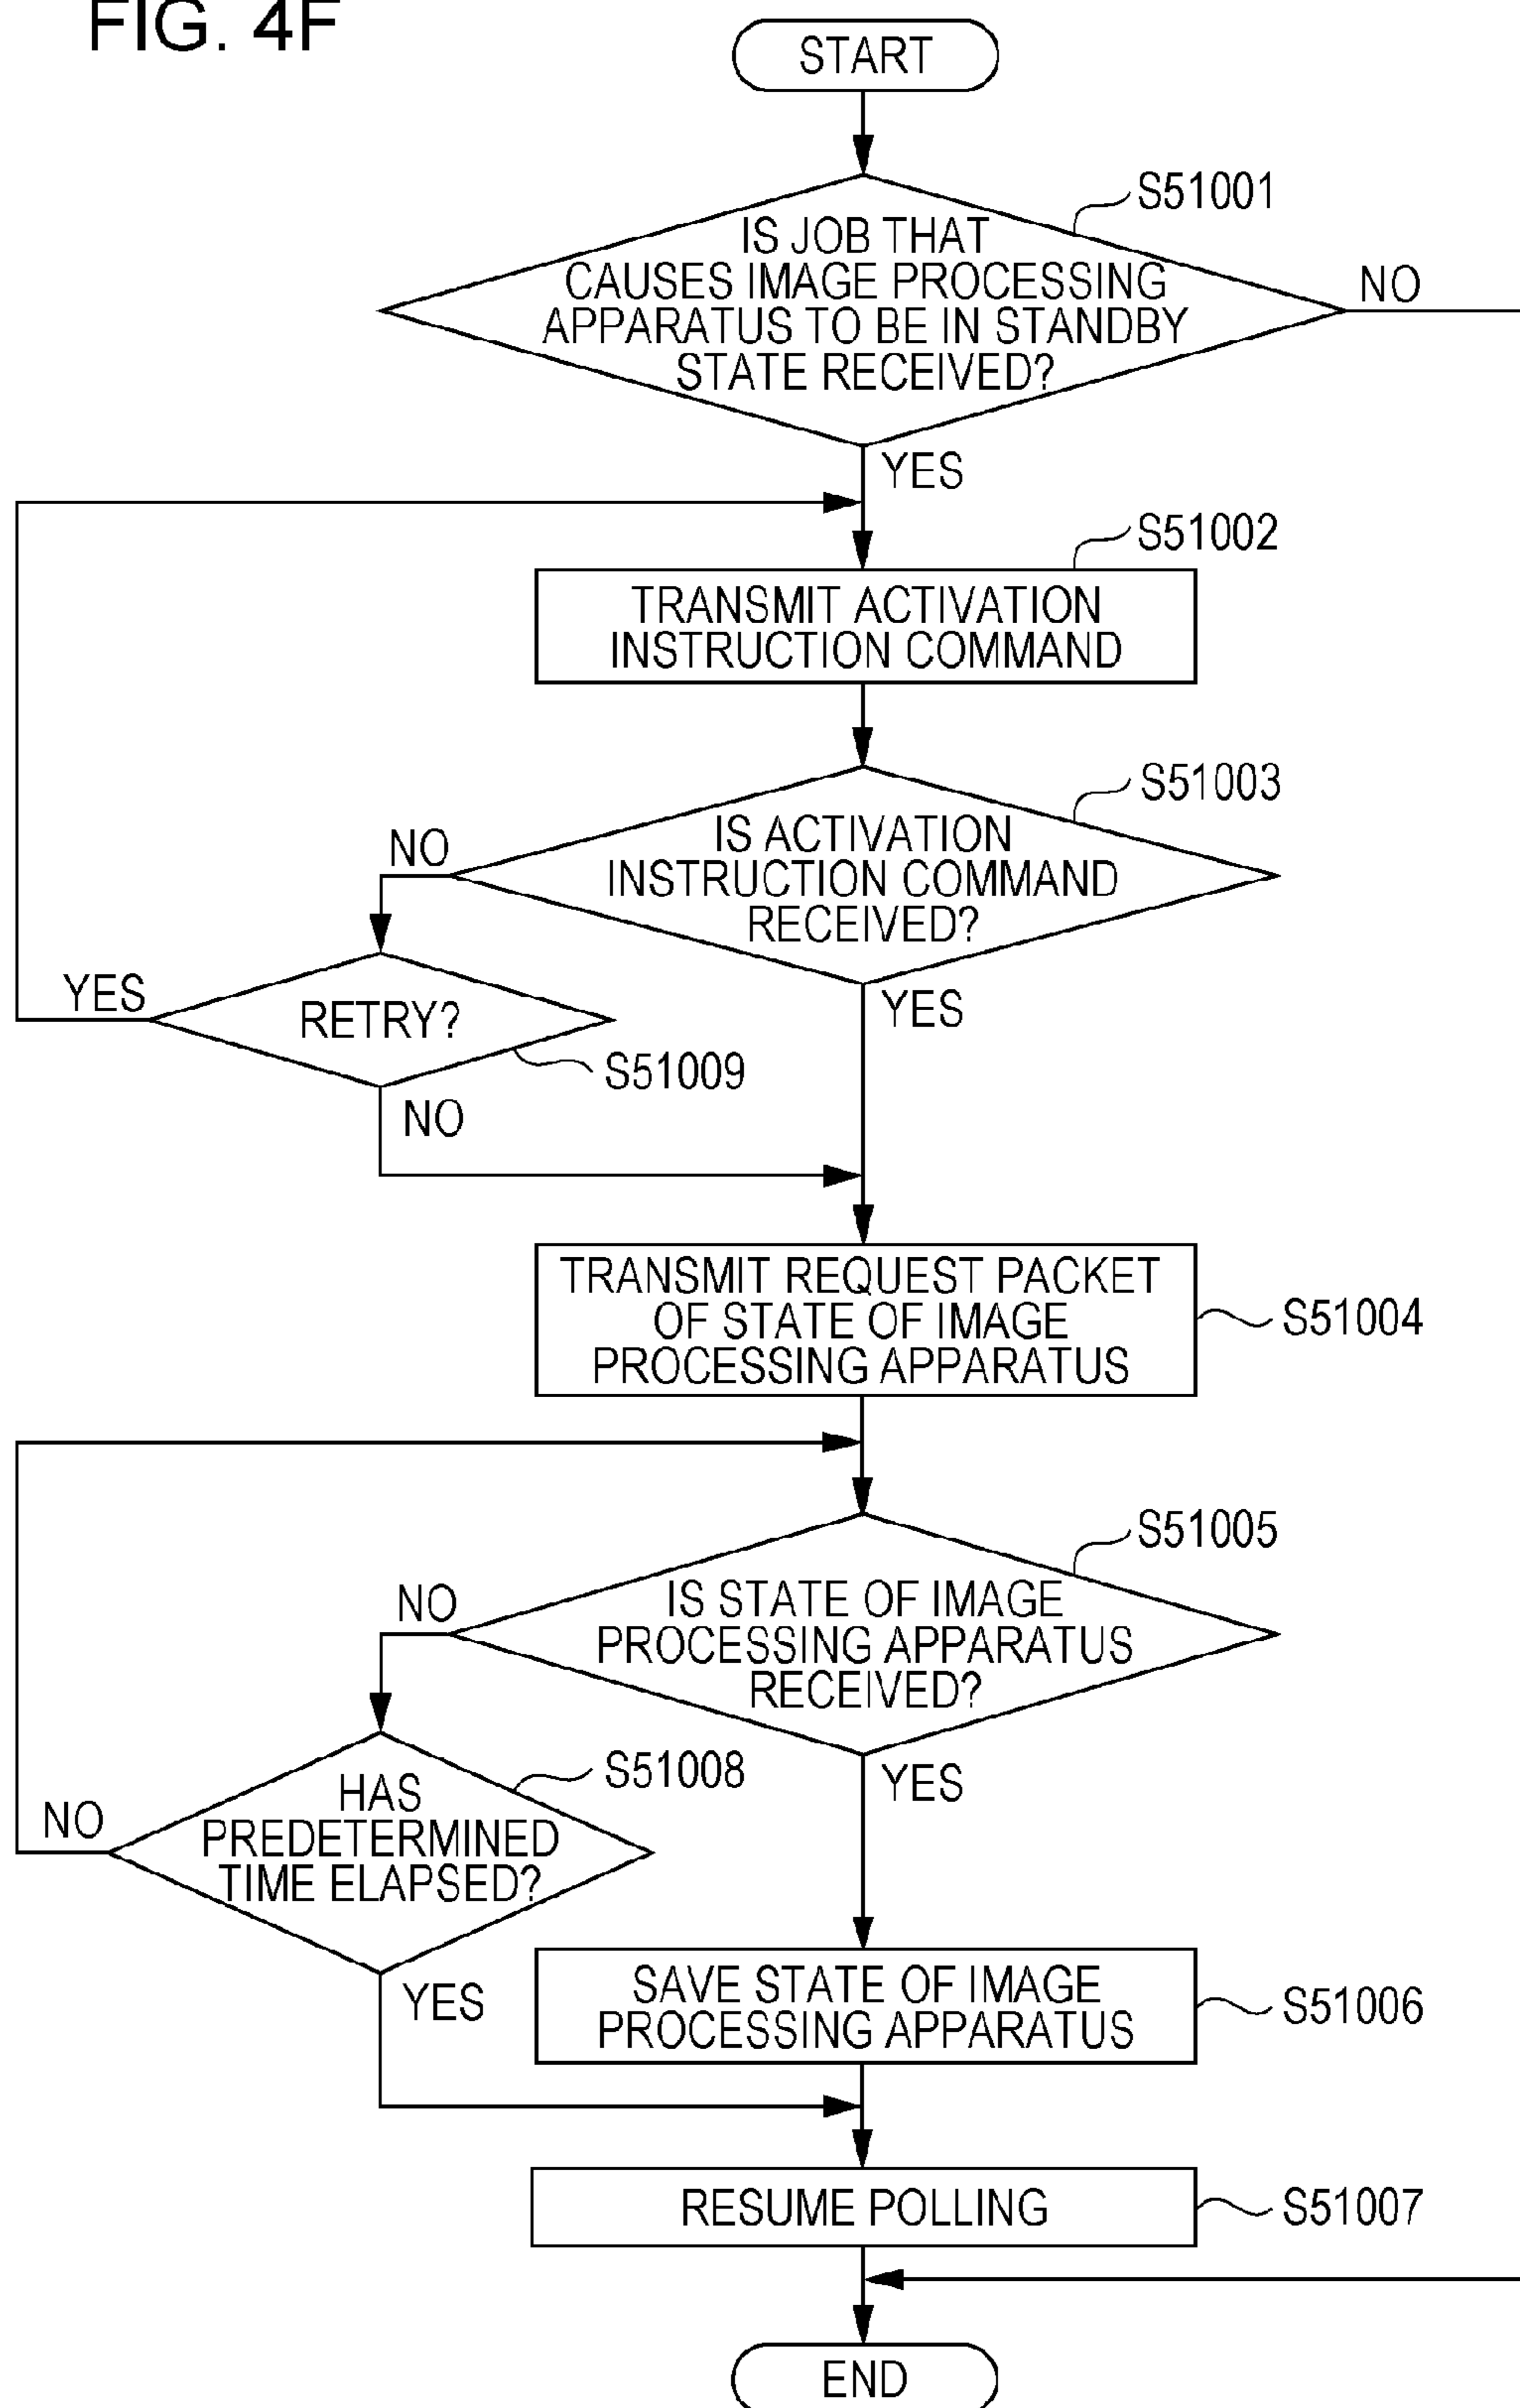 FIG. 4F
START
S51001
IS JOB THAT
CAUSES IMAGE PROCESSING
APPARATUS TO BE IN STANDBY
STATE RECEIVED?
NO
YES
S51002
TRANSMIT ACTIVATION
INSTRUCTION COMMAND
S51003
IS ACTIVATION
INSTRUCTION COMMAND
RECEIVED?
NO
YES
RETRY?
S51009
YES
NO
TRANSMIT REQUEST PACKET
OF STATE OF IMAGE
PROCESSING APPARATUS
S51004
S51005
IS STATE OF IMAGE
PROCESSING APPARATUS
RECEIVED?
NO
YES
S51008
HAS
PREDETERMINED
TIME ELAPSED?
NO
YES
SAVE STATE OF IMAGE
PROCESSING APPARATUS
S51006
RESUME POLLING
S51007
END